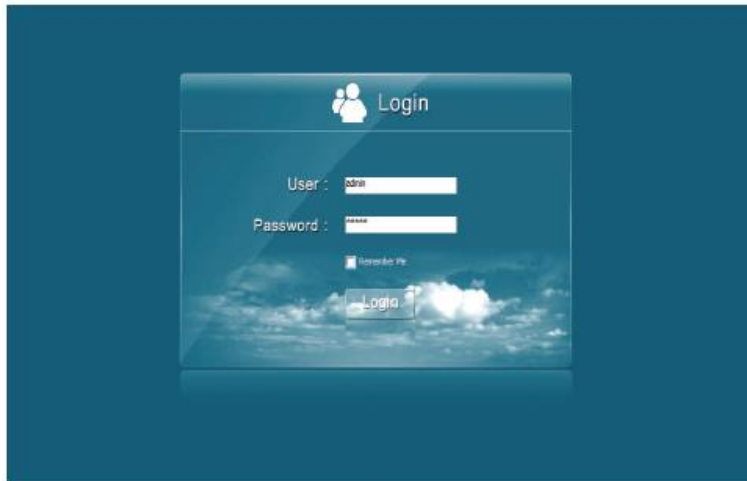 Login
User :
admin
Password :
*****
Remember Me
Login